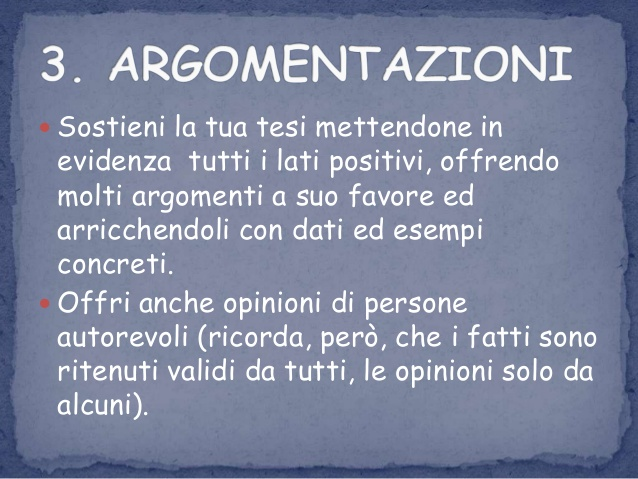 3. ARGOMENTAZIONI
• Sostieni la tua tesi mettendone in
evidenza  tutti i lati positivi, offrendo
molti argomenti a suo favore ed
arricchendoli con dati ed esempi
concreti.
• Offri anche opinioni di persone
autorevoli (ricorda, però, che i fatti sono
ritenuti validi da tutti, le opinioni solo da
alcuni).